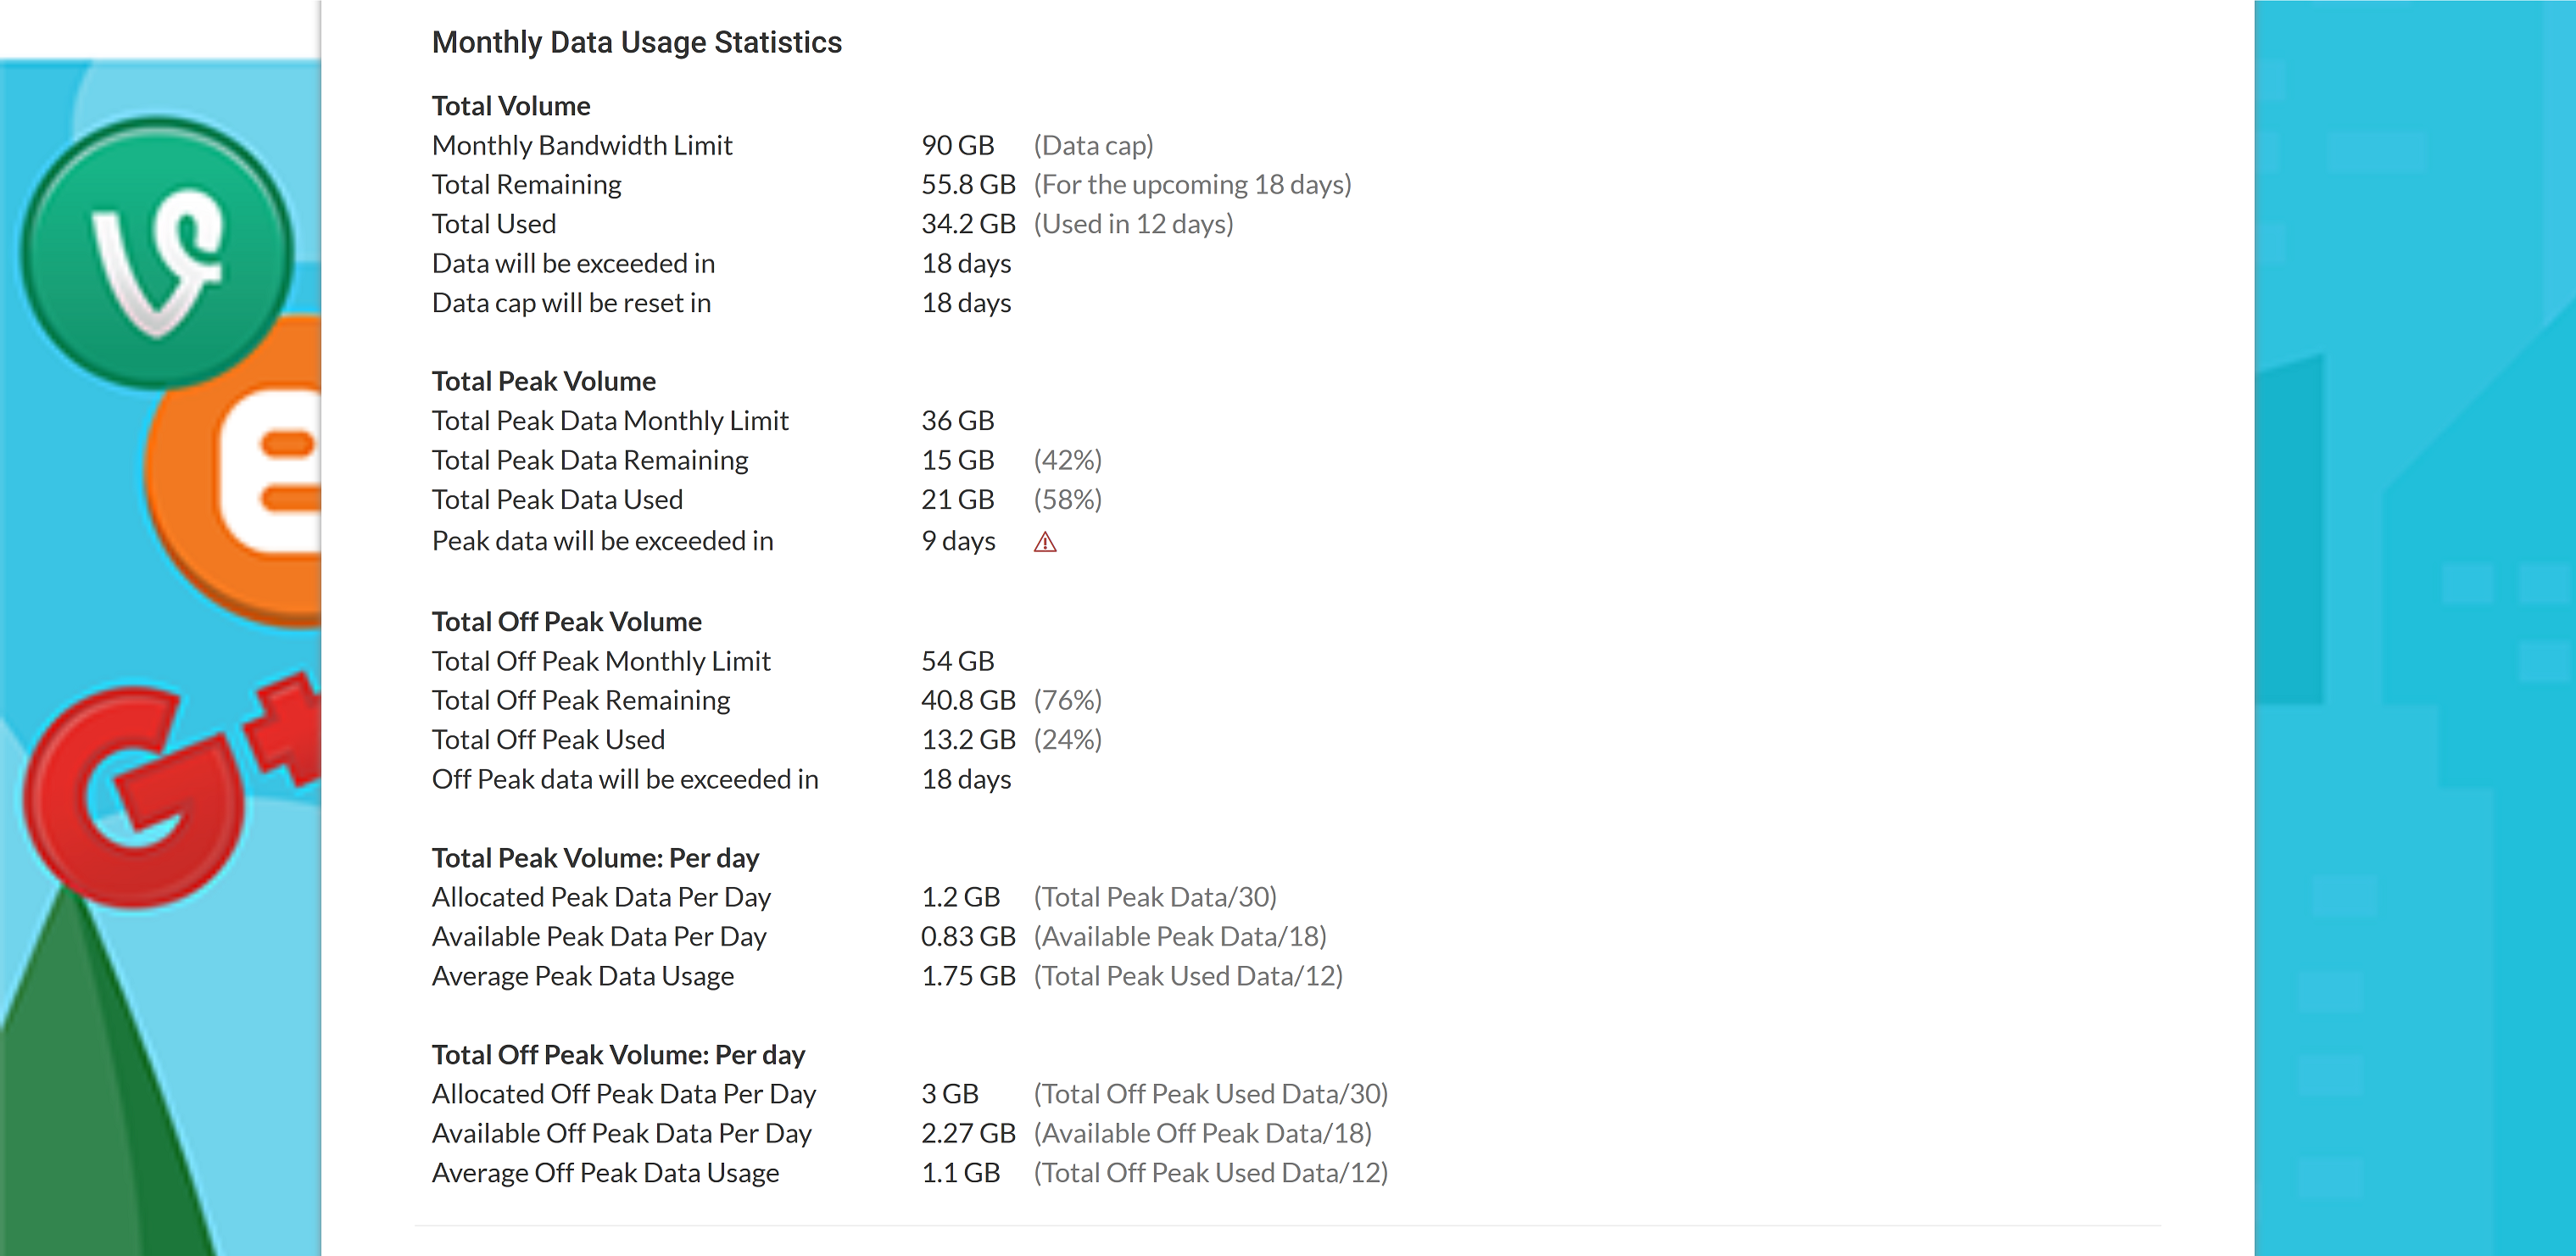 Monthly Data Usage Statistics
Total Volume
Monthly Bandwidth Limit 90 GB (Data cap)
Total Remaining 55.8 GB (For the upcoming 18 days)
Total Used 34.2 GB (Used in 12 days)
Data will be exceeded in 18 days
Data cap will be reset in 18 days
Total Peak Volume
Total Peak Data Monthly Limit 36 GB
Total Peak Data Remaining 15 GB (42%)
Total Peak Data Used 21 GB (58%)
Peak data will be exceeded in 9 days
Total Off Peak Volume
Total Off Peak Monthly Limit 54 GB
Total Off Peak Remaining 40.8 GB (76%)
Total Off Peak Used 13.2 GB (24%)
Off Peak data will be exceeded in 18 days
Total Peak Volume: Per day
Allocated Peak Data Per Day 1.2 GB (Total Peak Data/30)
Available Peak Data Per Day 0.83 GB (Available Peak Data/18)
Average Peak Data Usage 1.75 GB (Total Peak Used Data/12)
Total Off Peak Volume: Per day
Allocated Off Peak Data Per Day 3 GB (Total Off Peak Used Data/30)
Available Off Peak Data Per Day 2.27 GB (Available Off Peak Data/18)
Average Off Peak Data Usage 1.1 GB (Total Off Peak Used Data/12)
G+